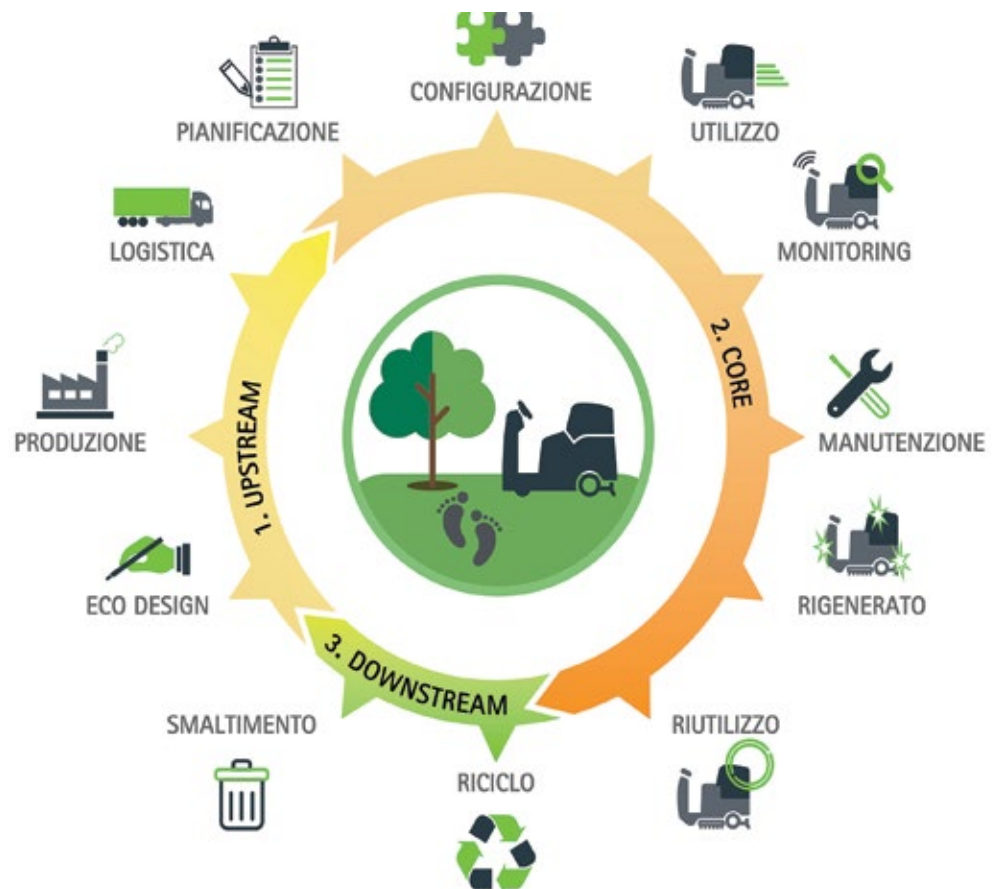 CONFIGURAZIONE
PIANIFICAZIONE
UTILIZZO
LOGISTICA
MONITORING
2. CORE
1. UPSTREAM
PRODUZIONE
MANUTENZIONE
ECO DESIGN
RIGENERATO
3. DOWNSTREAM
SMALTIMENTO
RIUTILIZZO
RICICLO